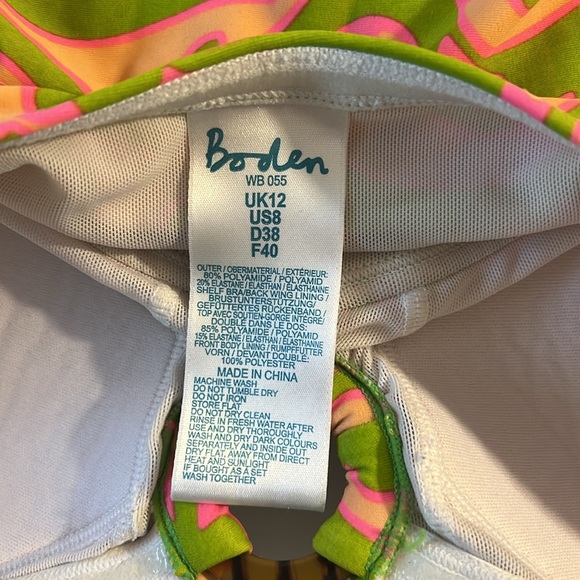 Boden
WB 055
UK12
US8
D38
F40
OUTER / OBERMATERIAL / EXTÉRIEUR:
80% POLYAMIDE / POLYAMID
20% ELASTANE / ELASTHAN / ÉLASTHANNE
SHELF BRA/BACK WING LINING /
BRUSTUNTERSTÜTZUNG/
GEFÜTTERTES RÜCKENBAND /
TOP AVEC SOUTIEN-GORGE INTÉGRÉ/
DOUBLE DANS LE DOS:
85% POLYAMIDE / POLYAMID
15% ELASTANE / ELASTHAN / ÉLASTHANNE
FRONT BODY LINING / RUMPFFUTTER
VORN / DEVANT DOUBLE:
100% POLYESTER
MADE IN CHINA
MACHINE WASH
DO NOT TUMBLE DRY
DO NOT IRON
STORE FLAT
DO NOT DRY CLEAN
RINSE IN FRESH WATER AFTER
USE AND DRY THOROUGHLY
WASH AND DRY DARK COLOURS
SEPARATELY AND INSIDE OUT
DRY FLAT, AWAY FROM DIRECT
HEAT AND SUNLIGHT
IF BOUGHT AS A SET
WASH TOGETHER